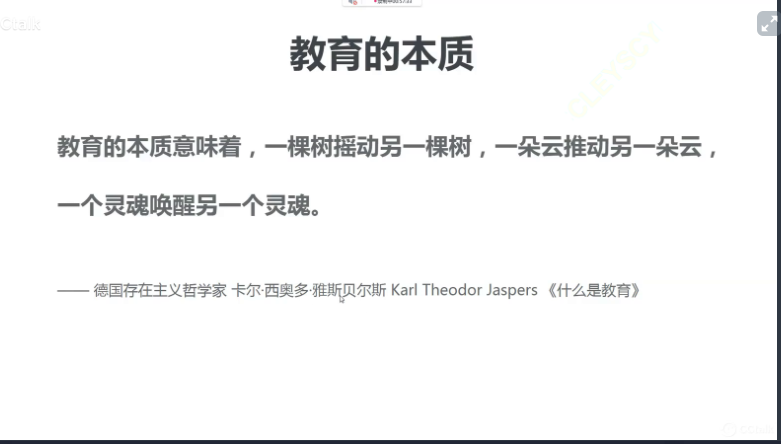 教育的本质
教育的本质意味着，一棵树摇动另一棵树，一朵云推动另一朵云，
一个灵魂唤醒另一个灵魂。
—— 德国存在主义哲学家 卡尔·西奥多·雅斯贝尔斯 Karl Theodor Jaspers 《什么是教育》